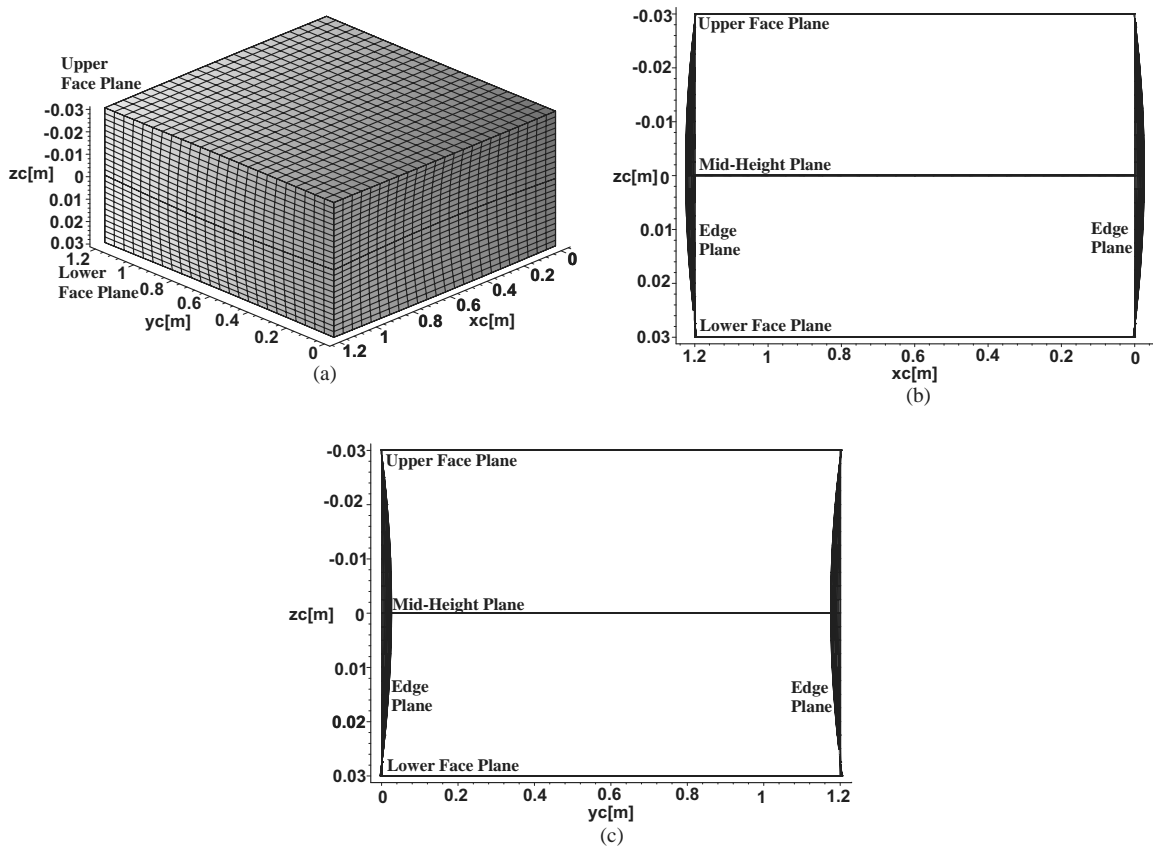 Upper
Face Plane
-0.03
-0.02
-0.01
zc[m] 0
0.01
0.02
0.03
1.2
Lower
Face Plane
1
0.8
0.6
yc[m]
0.4
0.2
0
1.2
1
0.8
xc[m]
0.6
0.4
0.2
0
(a)
-0.03
Upper Face Plane
-0.02
-0.01
Mid-Height Plane
zc[m] 0
0.01
Edge
Plane
Edge
Plane
0.02
0.03
Lower Face Plane
1.2 1 0.8 0.6 0.4 0.2 0
xc[m]
(b)
-0.03
Upper Face Plane
-0.02
-0.01
Mid-Height Plane
zc[m] 0
0.01
Edge
Plane
Edge
Plane
0.02
Lower Face Plane
0.03
0 0.2 0.4 0.6 0.8 1 1.2
yc[m]
(c)